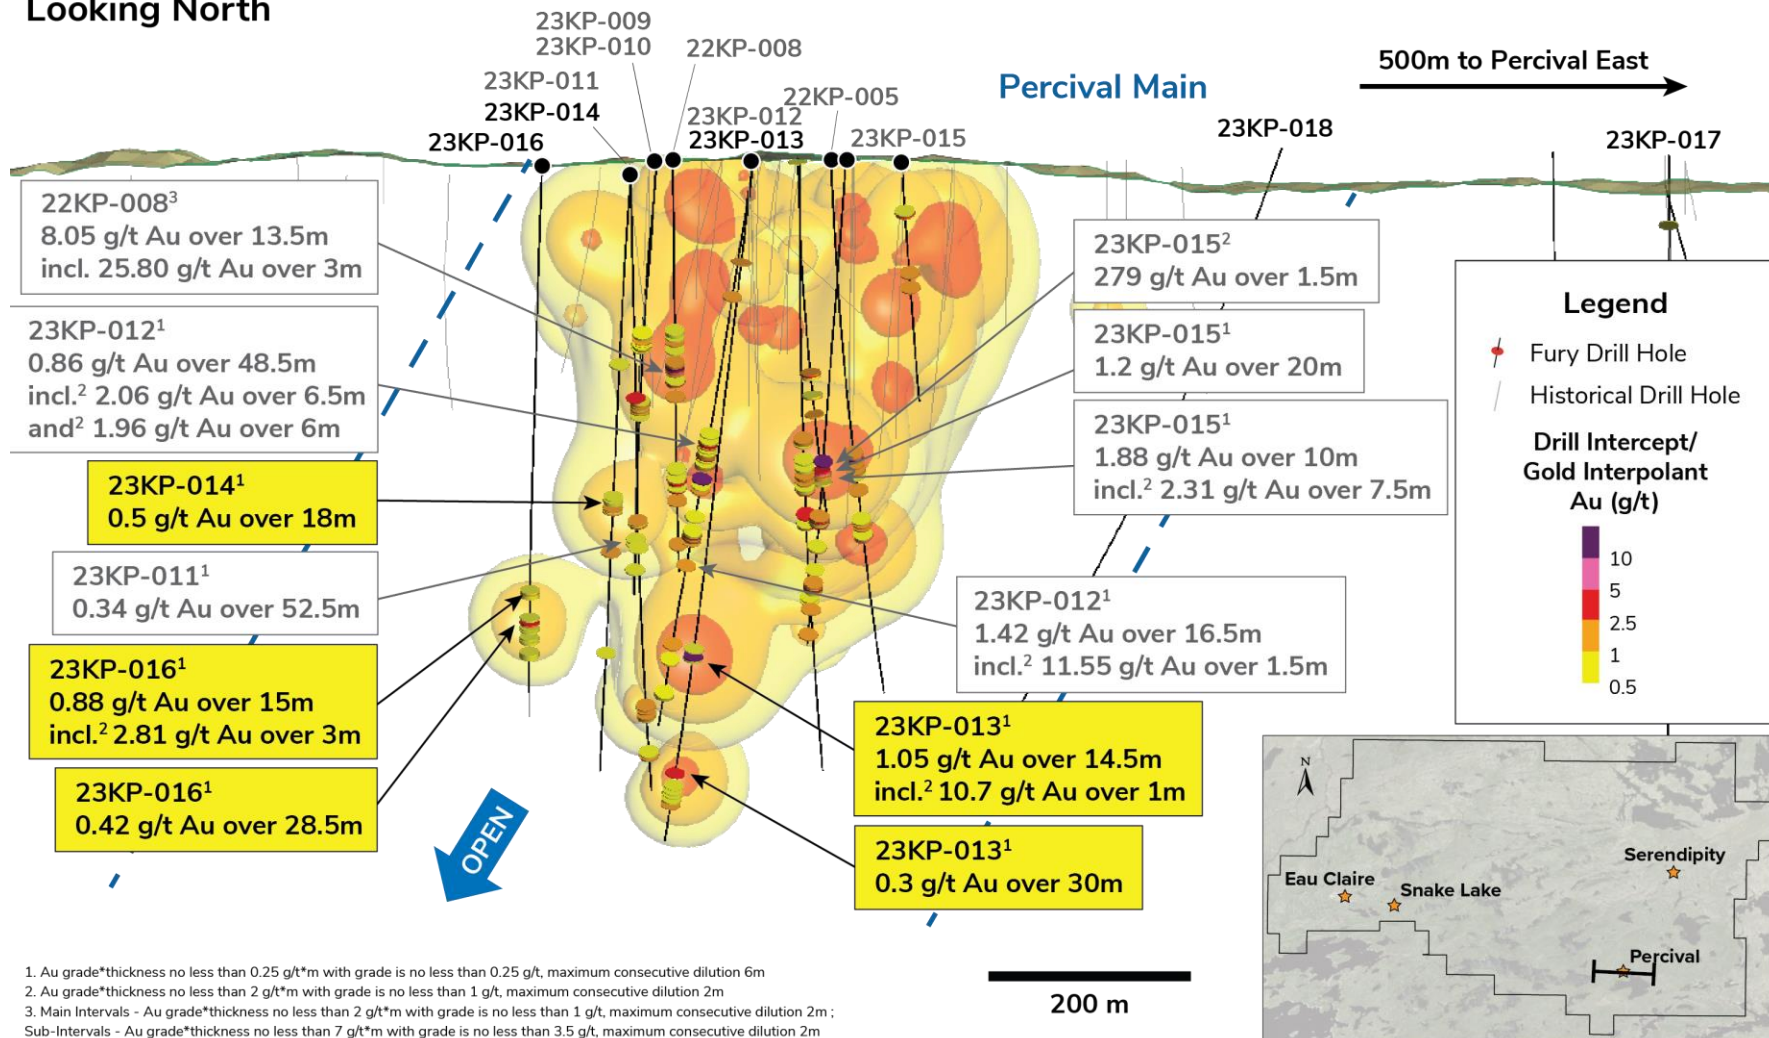 Looking North
23KP-009
23KP-010
22KP-008
23KP-011
23KP-014
23KP-016
23KP-012
23KP-013
22KP-005
23KP-015
Percival Main
500m to Percival East
23KP-018
23KP-017
22KP-008³
8.05 g/t Au over 13.5m
incl. 25.80 g/t Au over 3m
23KP-012¹
0.86 g/t Au over 48.5m
incl.² 2.06 g/t Au over 6.5m
and² 1.96 g/t Au over 6m
23KP-014¹
0.5 g/t Au over 18m
23KP-011¹
0.34 g/t Au over 52.5m
23KP-016¹
0.88 g/t Au over 15m
incl.² 2.81 g/t Au over 3m
23KP-016¹
0.42 g/t Au over 28.5m
OPEN
23KP-015²
279 g/t Au over 1.5m
23KP-015¹
1.2 g/t Au over 20m
23KP-015¹
1.88 g/t Au over 10m
incl.² 2.31 g/t Au over 7.5m
23KP-012¹
1.42 g/t Au over 16.5m
incl.² 11.55 g/t Au over 1.5m
23KP-013¹
1.05 g/t Au over 14.5m
incl.² 10.7 g/t Au over 1m
23KP-013¹
0.3 g/t Au over 30m
Legend
Fury Drill Hole
Historical Drill Hole
Drill Intercept/
Gold Interpolant
Au (g/t)
10
5
2.5
1
0.5
N
Serendipity
Eau Claire
Snake Lake
Percival
200 m
1. Au grade*thickness no less than 0.25 g/t*m with grade is no less than 0.25 g/t, maximum consecutive dilution 6m
2. Au grade*thickness no less than 2 g/t*m with grade is no less than 1 g/t, maximum consecutive dilution 2m
3. Main Intervals - Au grade*thickness no less than 2 g/t*m with grade is no less than 1 g/t, maximum consecutive dilution 2m ;
Sub-Intervals - Au grade*thickness no less than 7 g/t*m with grade is no less than 3.5 g/t, maximum consecutive dilution 2m